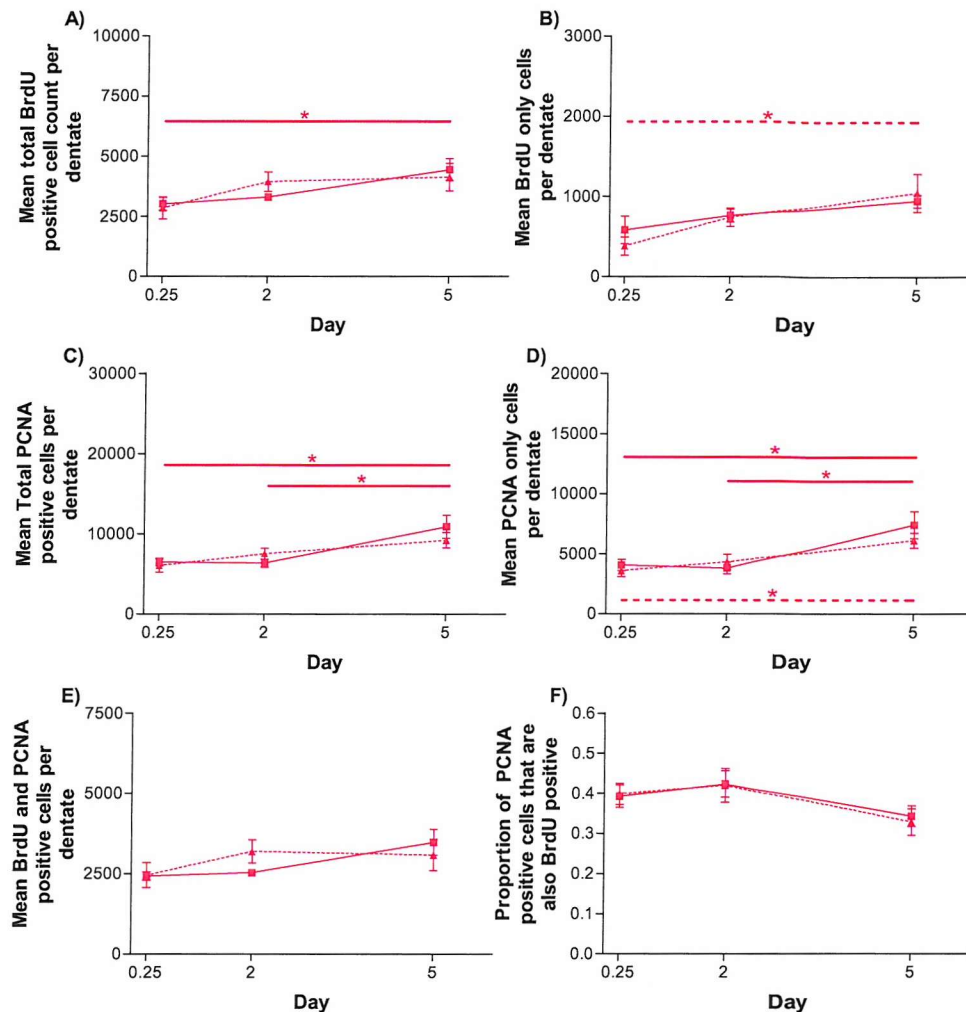 A)
Mean total BrdU
positive cell count per
dentate
10000
7500
5000
2500
0
*
0.25
2
5
Day
B)
Mean BrdU only cells
per dentate
3000
2000
1000
0
*
0.25
2
5
Day
C)
Mean Total PCNA
positive cells per
dentate
30000
20000
10000
0
*
*
0.25
2
5
Day
D)
Mean PCNA only cells
per dentate
20000
15000
10000
5000
0
*
*
*
0.25
2
5
Day
E)
Mean BrdU and PCNA
positive cells per
dentate
7500
5000
2500
0
0.25
2
5
Day
F)
Proportion of PCNA
positive cells that are
also BrdU positive
0.6
0.5
0.4
0.3
0.2
0.1
0.0
0.25
2
5
Day